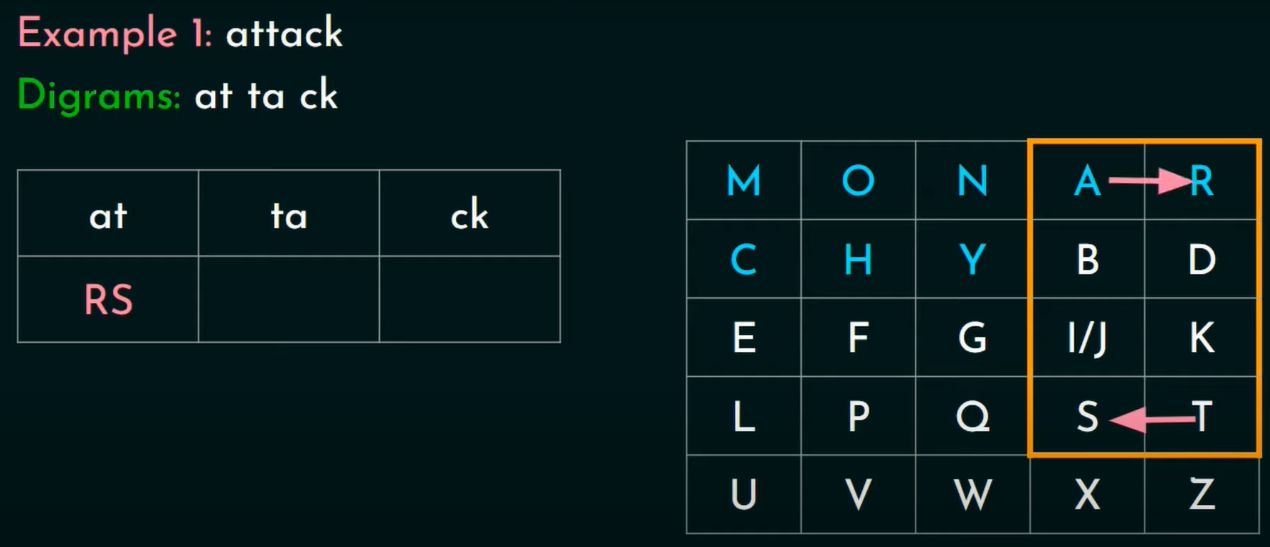 Example 1: attack
Digrams: at ta ck
at ta ck
RS
M O N A R
C H Y B D
E F G I/J K
L P Q S T
U V W X Z